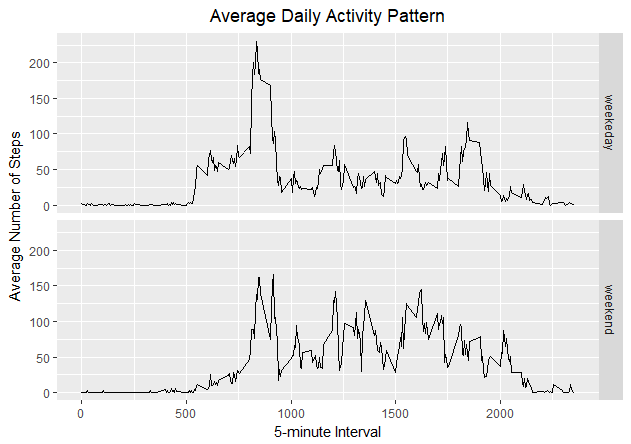 Average Daily Activity Pattern
Average Number of Steps
200
150
100
50
0
weekeday
200
150
100
50
0
weekend
0 500 1000 1500 2000
5-minute Interval